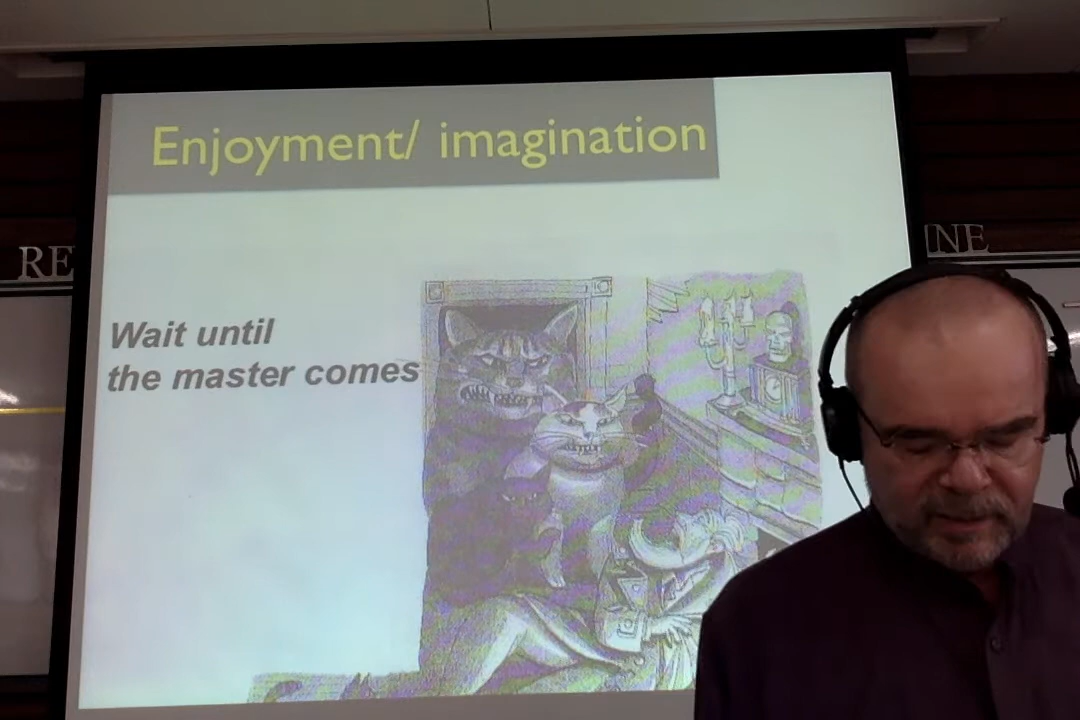 Enjoyment/ imagination
RE
INE
Wait until
the master comes